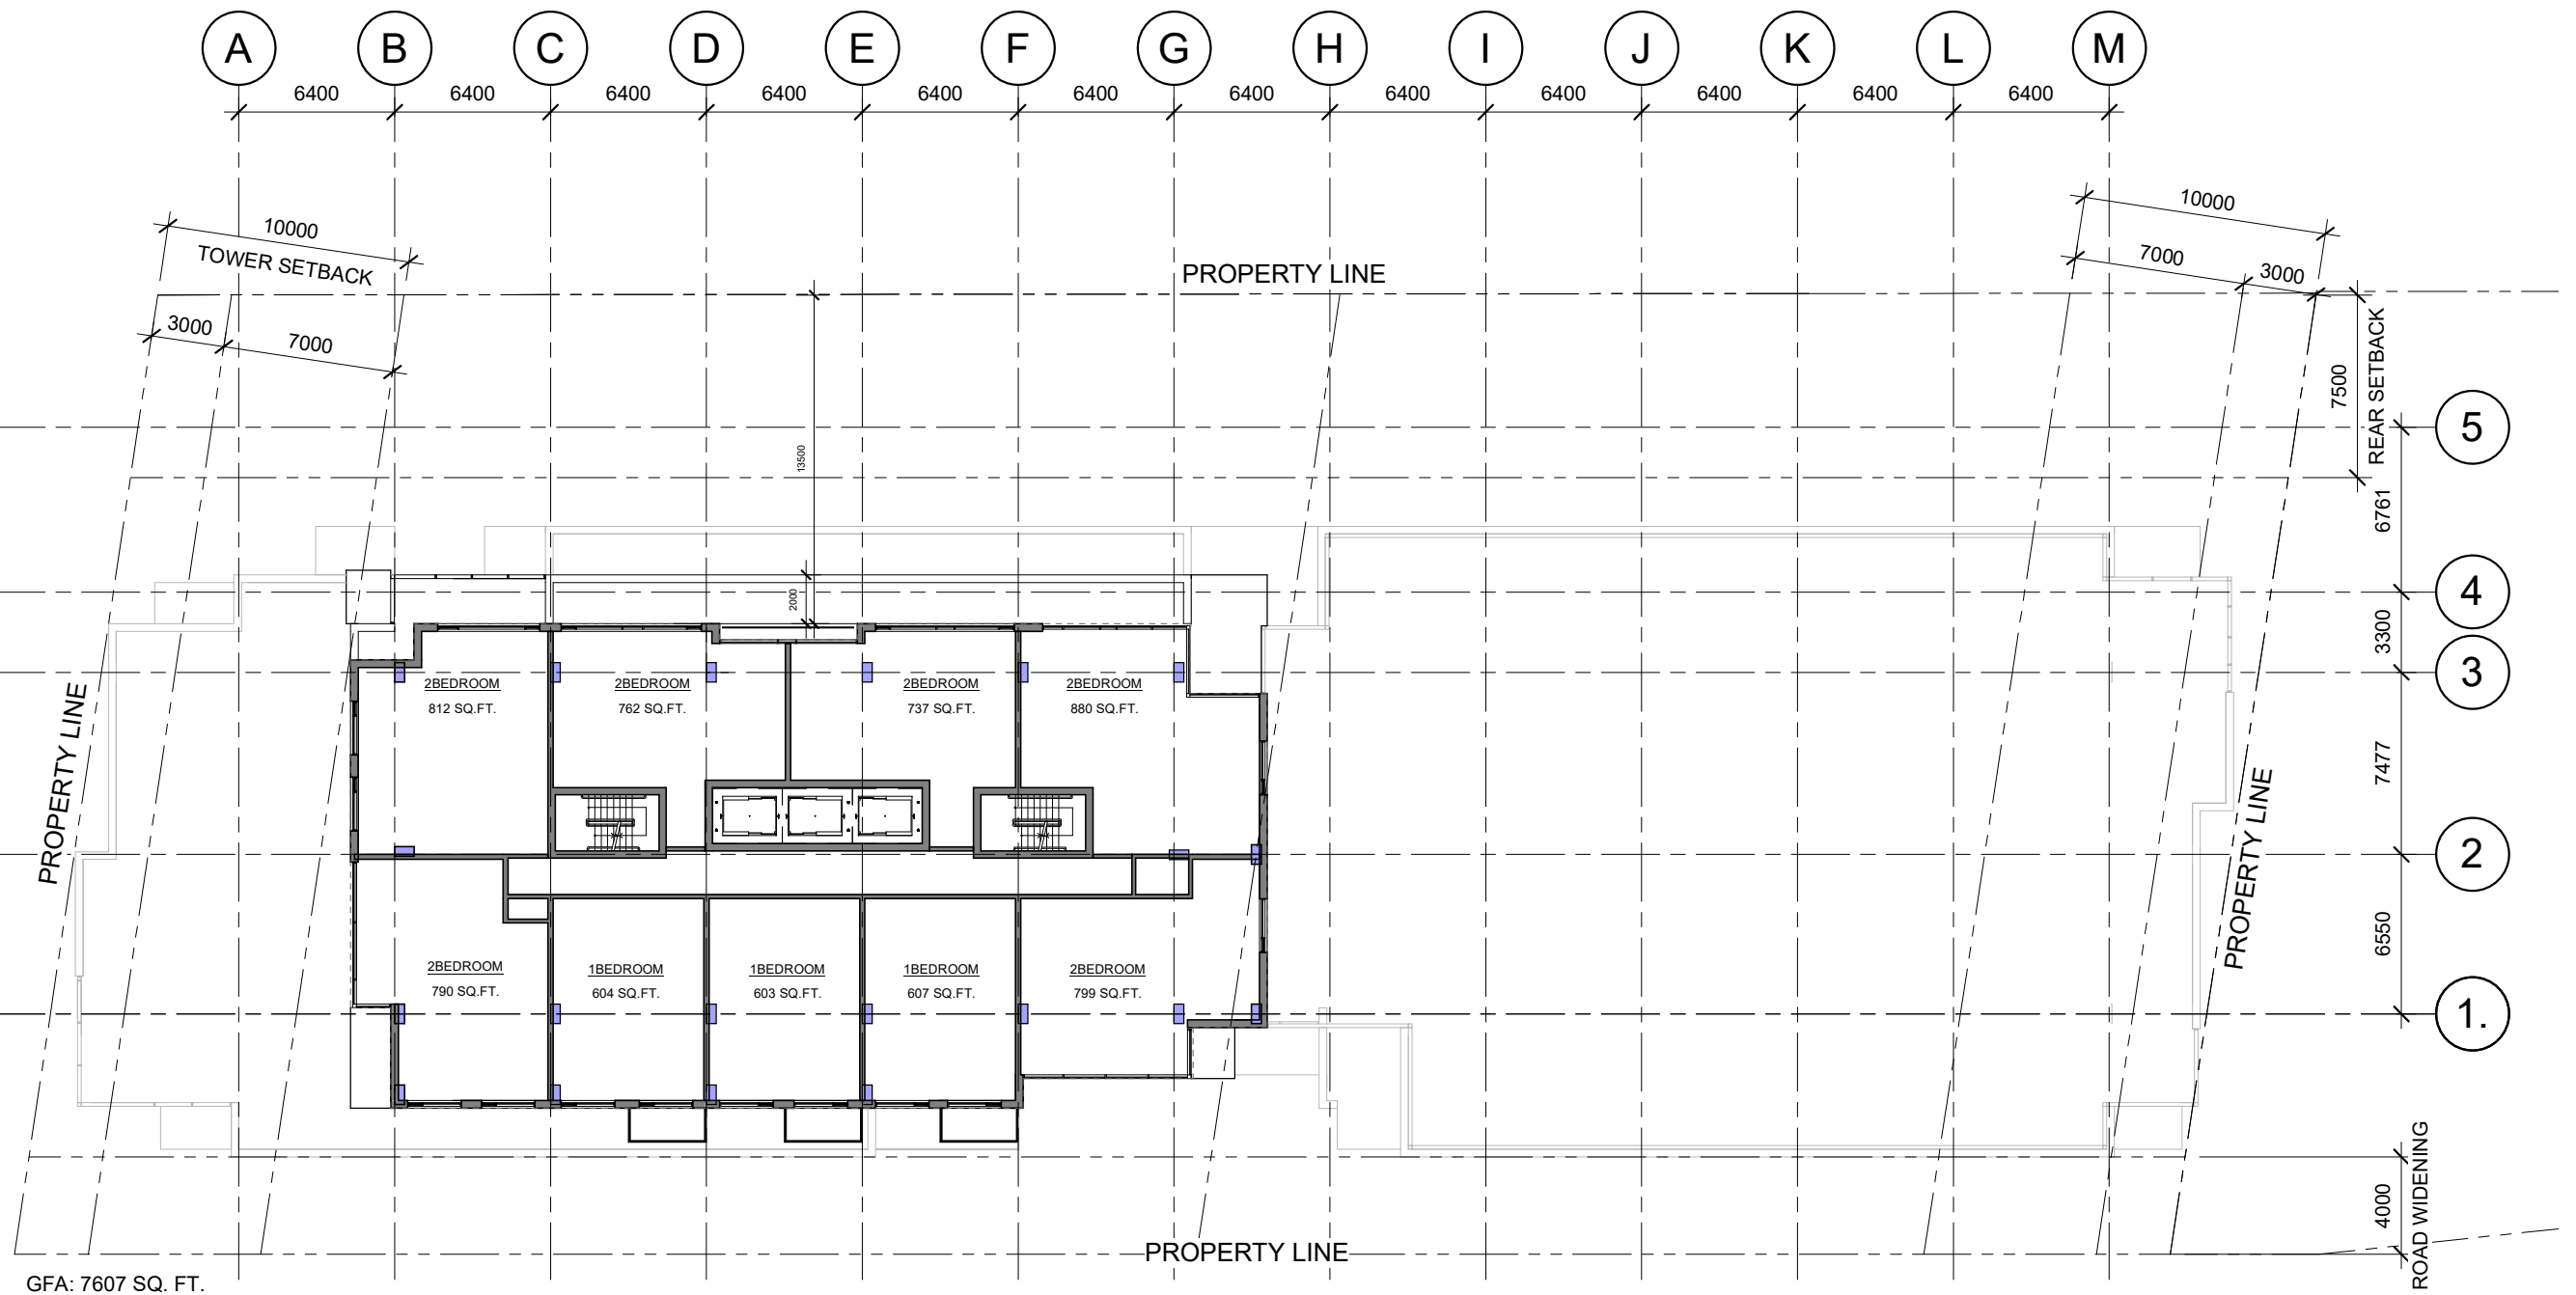 A B C D E F G H I J K L M
6400 6400 6400 6400 6400 6400 6400 6400 6400 6400 6400 6400
10000
TOWER SETBACK
3000
7000
PROPERTY LINE
10000
7000
3000
7500
REAR SETBACK
13500
2000
5
6761
4
3300
3
7477
2
6550
1.
4000
ROAD WIDENING
PROPERTY LINE
2BEDROOM
812 SQ.FT.
2BEDROOM
762 SQ.FT.
2BEDROOM
737 SQ.FT.
2BEDROOM
880 SQ.FT.
PROPERTY LINE
2BEDROOM
790 SQ.FT.
1BEDROOM
604 SQ.FT.
1BEDROOM
603 SQ.FT.
1BEDROOM
607 SQ.FT.
2BEDROOM
799 SQ.FT.
PROPERTY LINE
GFA: 7607 SQ. FT.